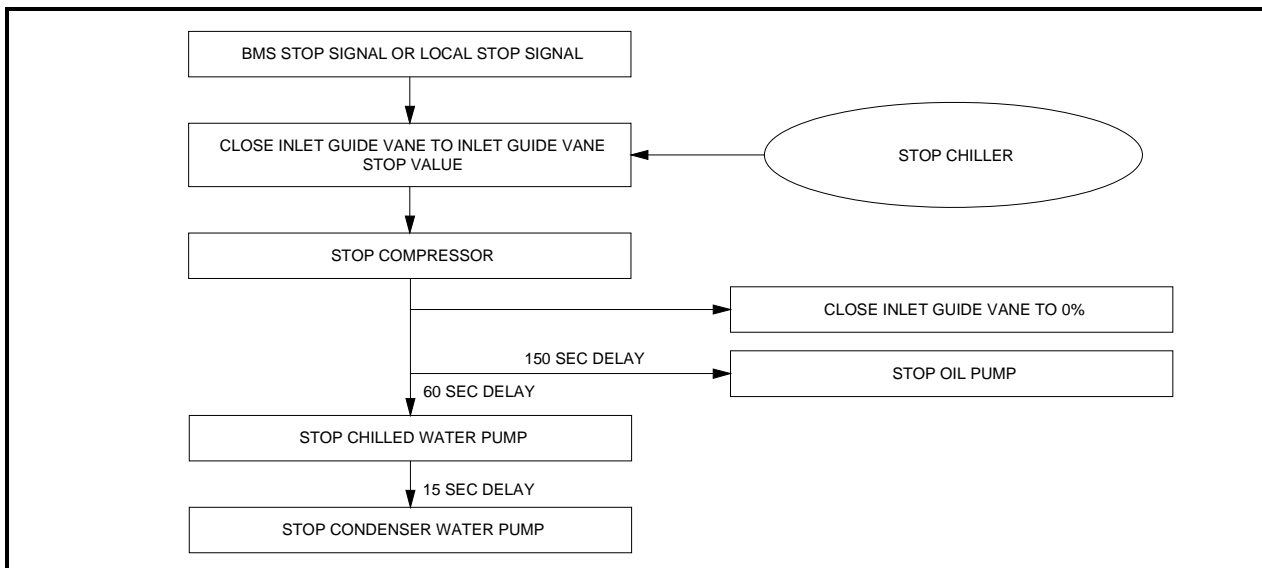 BMS STOP SIGNAL OR LOCAL STOP SIGNAL
CLOSE INLET GUIDE VANE TO INLET GUIDE VANE
STOP VALUE
STOP CHILLER
STOP COMPRESSOR
CLOSE INLET GUIDE VANE TO 0%
150 SEC DELAY
STOP OIL PUMP
60 SEC DELAY
STOP CHILLED WATER PUMP
15 SEC DELAY
STOP CONDENSER WATER PUMP